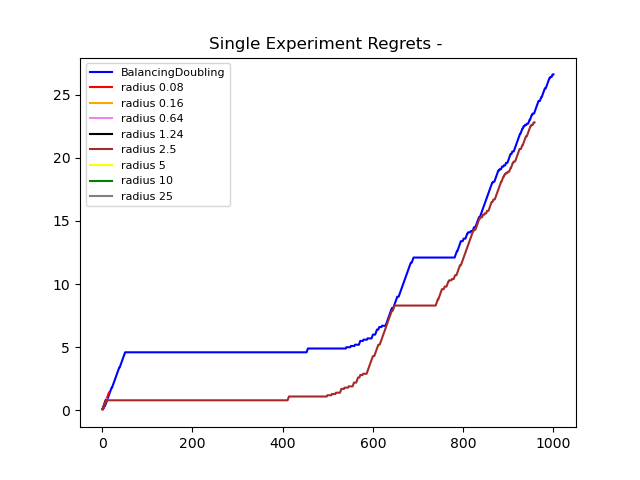 Single Experiment Regrets -
BalancingDoubling
radius 0.08
radius 0.16
radius 0.64
radius 1.24
radius 2.5
radius 5
radius 10
radius 25
25
20
15
10
5
0
0 200 400 600 800 1000